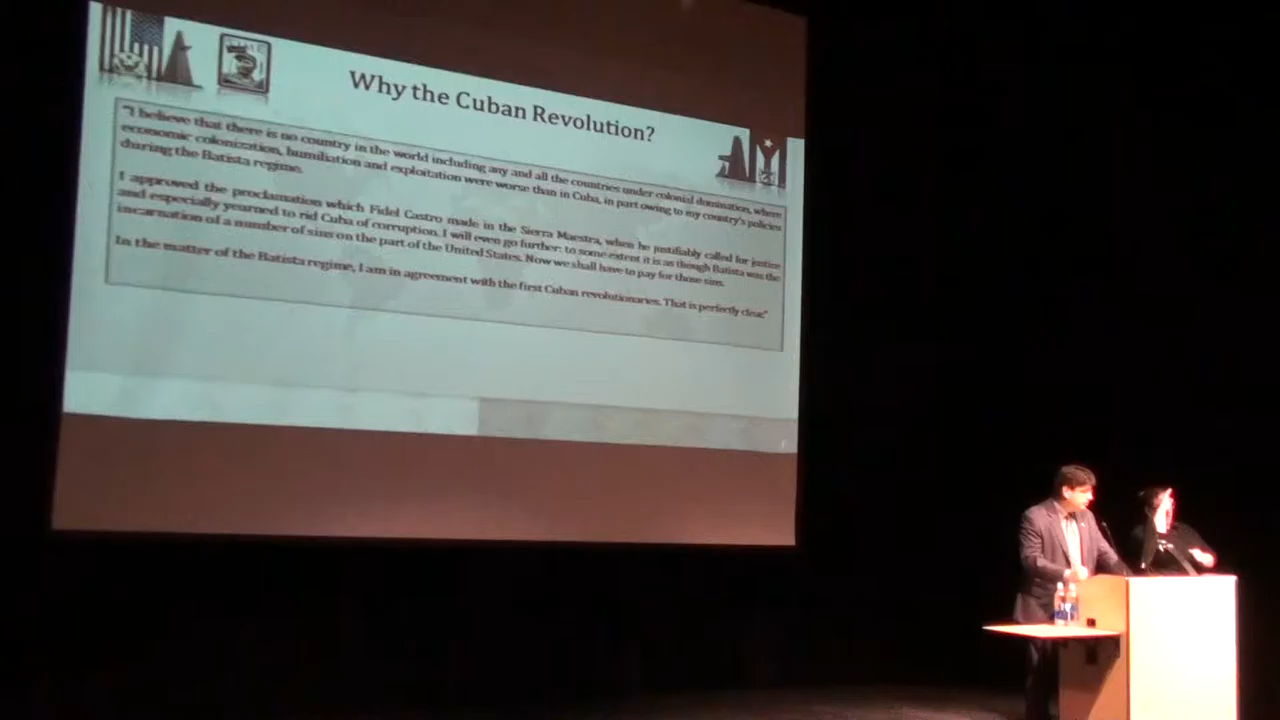 TIME
Why the Cuban Revolution?
"I believe that there is no country in the world including any and all the countries under colonial domination, where
economic colonization, humiliation and exploitation were worse than in Cuba, in part owing to my country's policies
during the Batista regime.
I approved the proclamation which Fidel Castro made in the Sierra Maestra, when he justifiably called for justice
and especially yearned to rid Cuba of corruption. I will even go further: to some extent it is as though Batista was the
incarnation of a number of sins on the part of the United States. Now we shall have to pay for those sins.
In the matter of the Batista regime, I am in agreement with the first Cuban revolutionaries. That is perfectly clear."